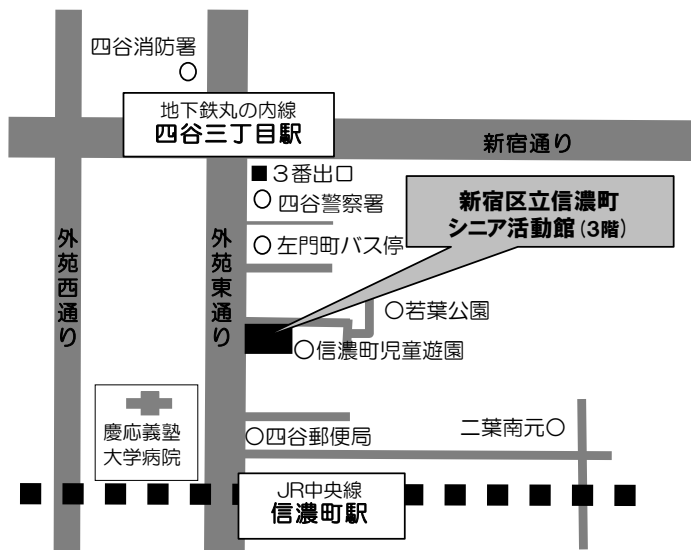 四谷消防署
地下鉄丸の内線
四谷三丁目駅
新宿通り
■3番出口
四谷警察署
新宿区立信濃町
シニア活動館(3階)
左門町バス停
外苑西通り
外苑東通り
若葉公園
信濃町児童遊園
慶応義塾
大学病院
四谷郵便局
二葉南元
JR中央線
信濃町駅